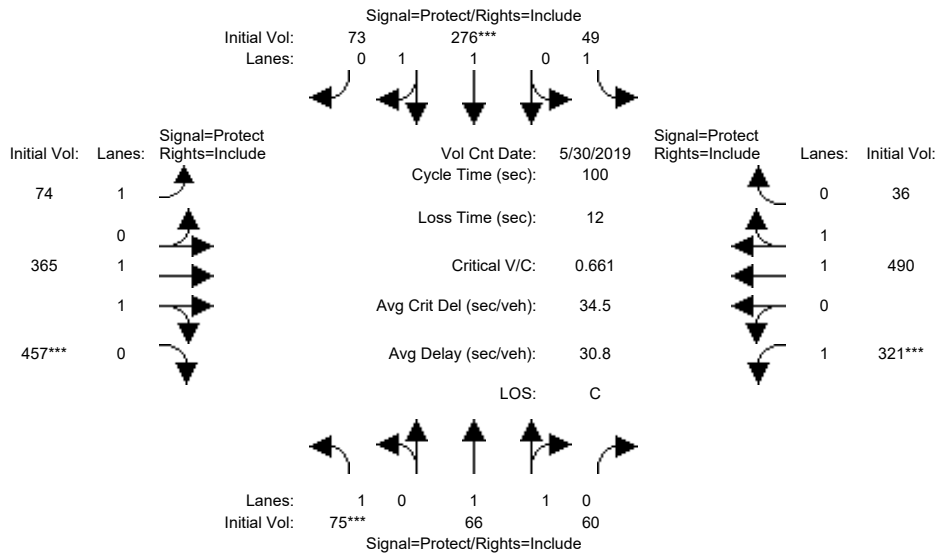 Signal=Protect/Rights=Include
Initial Vol: 73 276*** 49
Lanes: 0 1 1 0 1
Signal=Protect Signal=Protect
Initial Vol: Lanes: Rights=Include Vol Cnt Date: 5/30/2019 Rights=Include Lanes: Initial Vol:
Cycle Time (sec): 100
74 1 0 36
Loss Time (sec): 12
0 1
365 1 Critical V/C: 0.661 1 490
1 Avg Crit Del (sec/veh): 34.5 0
457*** 0 Avg Delay (sec/veh): 30.8 1 321***
LOS: C
Lanes: 1 0 1 1 0
Initial Vol: 75*** 66 60
Signal=Protect/Rights=Include